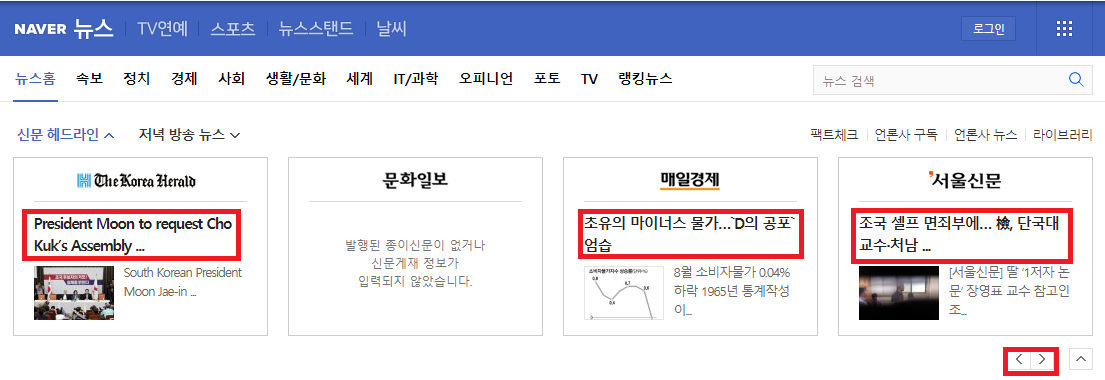 NAVER 뉴스 TV연예 스포츠 뉴스스탠드 날씨 로그인
뉴스홈 속보 정치 경제 사회 생활/문화 세계 IT/과학 오피니언 포토 TV 랭킹뉴스 뉴스 검색
신문 헤드라인 저녁 방송 뉴스 팩트체크 언론사 구독 언론사 뉴스 라이브러리
The Korea Herald
President Moon to request Cho
Kuk’s Assembly ...
South Korean President
Moon Jae-in ...
문화일보
발행된 종이신문이 없거나
신문게재 정보가
입력되지 않았습니다.
매일경제
초유의 마이너스 물가…`D의 공포`
엄습
소비자물가지수 상승률
8월 소비자물가 0.04%
하락 1965년 통계작성
이...
서울신문
조국 셀프 면죄부에… 檢, 단국대
교수·처남 ...
[서울신문] 딸 ‘1저자 논
문’ 장영표 교수 참고인
조...